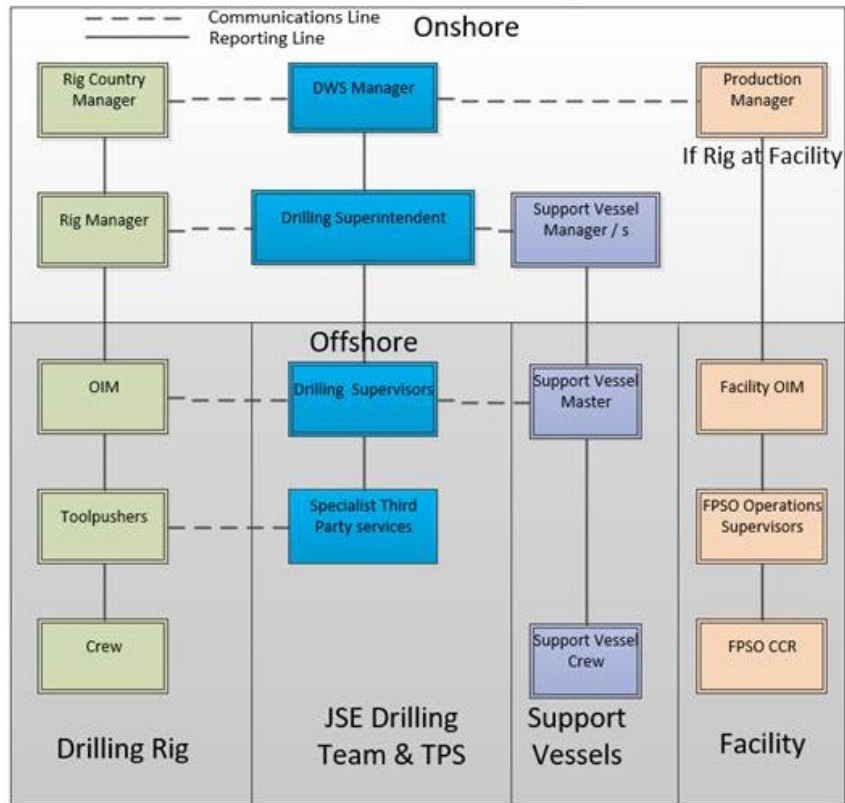 Communications Line
Onshore
Reporting Line
Rig Country
Manager
DWS Manager
Production
Manager
If Rig at Facility
Rig Manager
Drilling Superintendent
Support Vessel
Manager / s
Offshore
OIM
Drilling Supervisors
Support Vessel
Master
Facility OIM
Toolpushers
Specialist Third
Party services
FPSO Operations
Supervisors
Crew
Support Vessel
Crew
FPSO CCR
Drilling Rig
JSE Drilling
Team & TPS
Support
Vessels
Facility